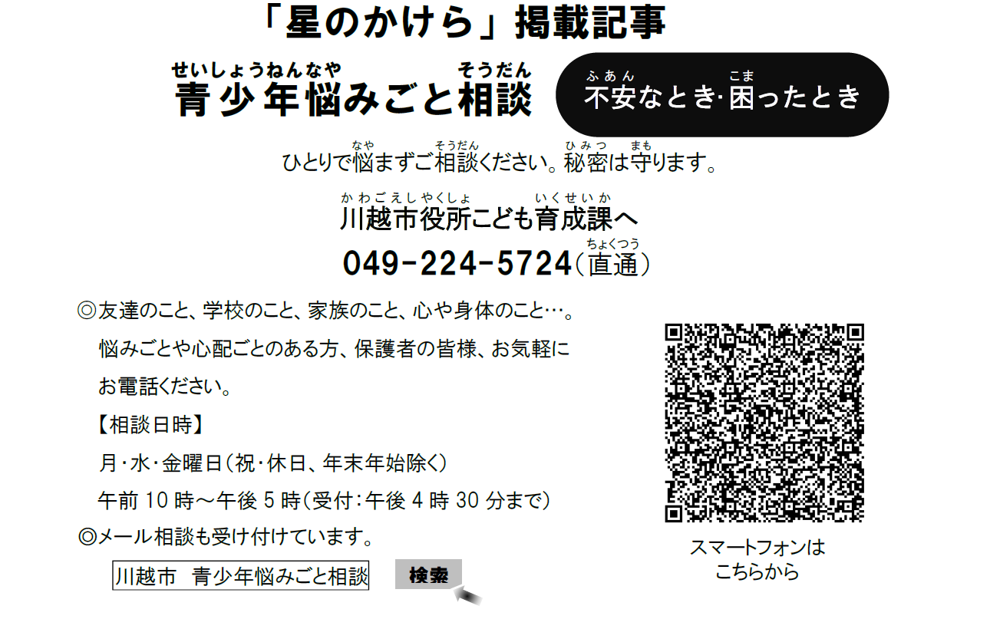 「星のかけら」掲載記事
せいしょうねんなや そうだん
青少年悩みごと相談
ふあん こま
不安なとき・困ったとき
なや そうだん ひみつ まも
ひとりで悩まずご相談ください。秘密は守ります。
かわごえしやくしょ いくせいか
川越市役所こども育成課へ
ちょくつう
049-224-5724(直通)
◎友達のこと、学校のこと、家族のこと、心や身体のこと…。
悩みごとや心配ごとのある方、保護者の皆様、お気軽に
お電話ください。
【相談日時】
月・水・金曜日(祝・休日、年末年始除く)
午前10時～午後5時(受付：午後4時30分まで)
◎メール相談も受け付けています。
川越市 青少年悩みごと相談 検索
スマートフォンは
こちらから